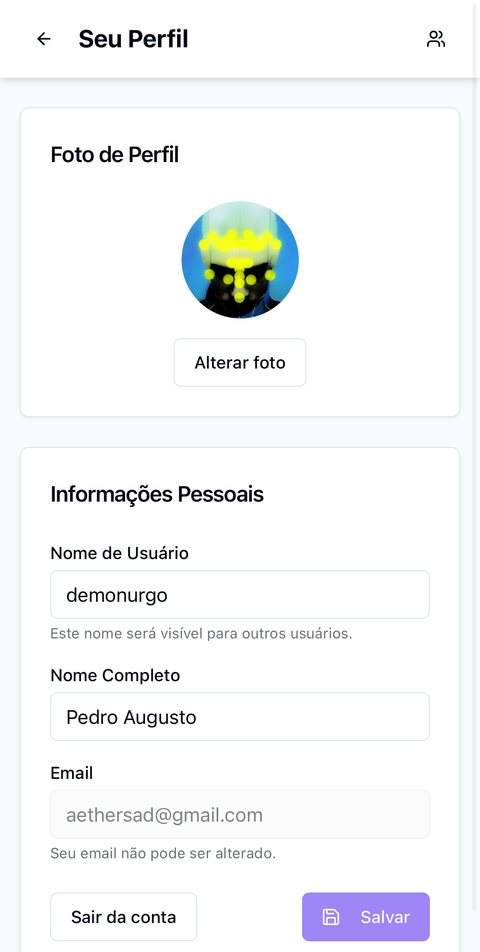 Seu Perfil
Foto de Perfil
Alterar foto
Informações Pessoais
Nome de Usuário
demonurgo
Este nome será visível para outros usuários.
Nome Completo
Pedro Augusto
Email
aethersad@gmail.com
Seu email não pode ser alterado.
Sair da conta
Salvar